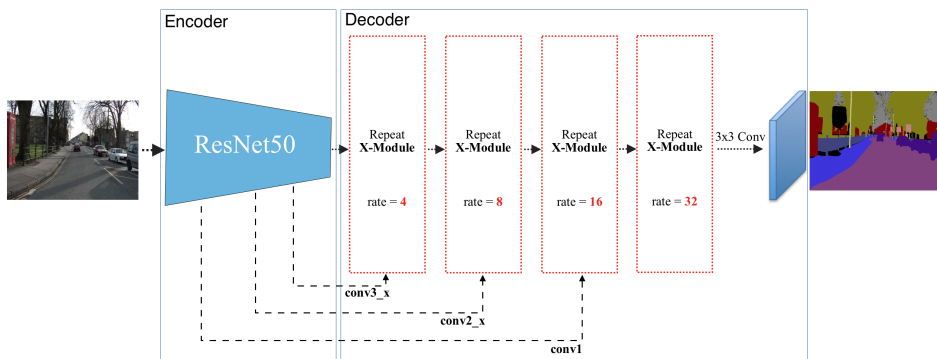 Encoder
Decoder
ResNet50
Repeat
X-Module
rate = 4
Repeat
X-Module
rate = 8
Repeat
X-Module
rate = 16
Repeat
X-Module
rate = 32
3x3 Conv
conv3_x
conv2_x
conv1